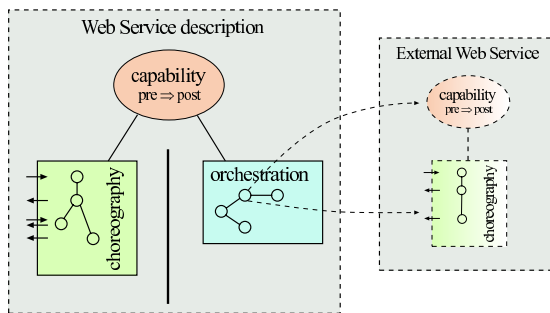 Web Service description
capability
pre ⇒ post
choreography
orchestration
External Web Service
capability
pre ⇒ post
choreography